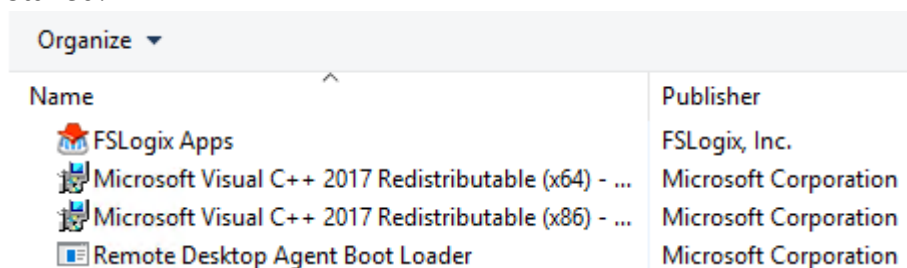 Organize
Name Publisher
FSLogix Apps FSLogix, Inc.
Microsoft Visual C++ 2017 Redistributable (x64) - ... Microsoft Corporation
Microsoft Visual C++ 2017 Redistributable (x86) - ... Microsoft Corporation
Remote Desktop Agent Boot Loader Microsoft Corporation